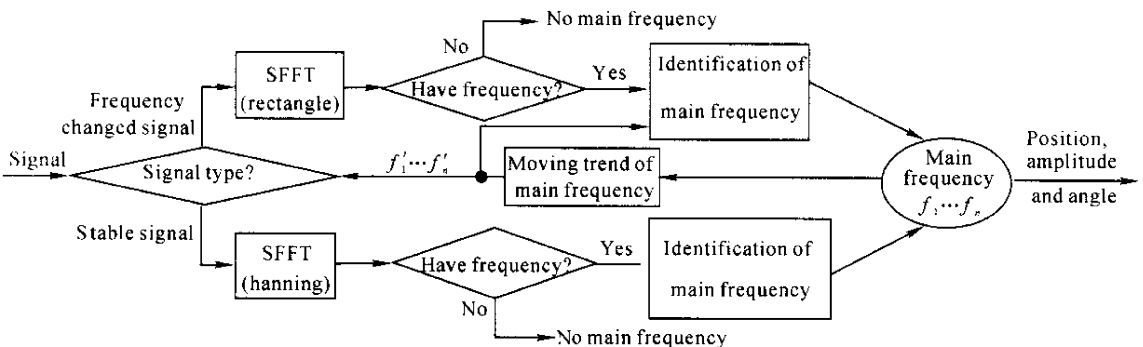 No main frequency
No
SFFT
(rectangle)
Have frequency?
Yes
Identification of
main frequency
Frequency
changed signal
Signal
Signal type?
f′₁⋯f′ₙ
Moving trend of
main frequency
Main
frequency
f₁⋯fₙ
Position,
amplitude
and angle
Stable signal
SFFT
(hanning)
Have frequency?
Yes
Identification of
main frequency
No
No main frequency